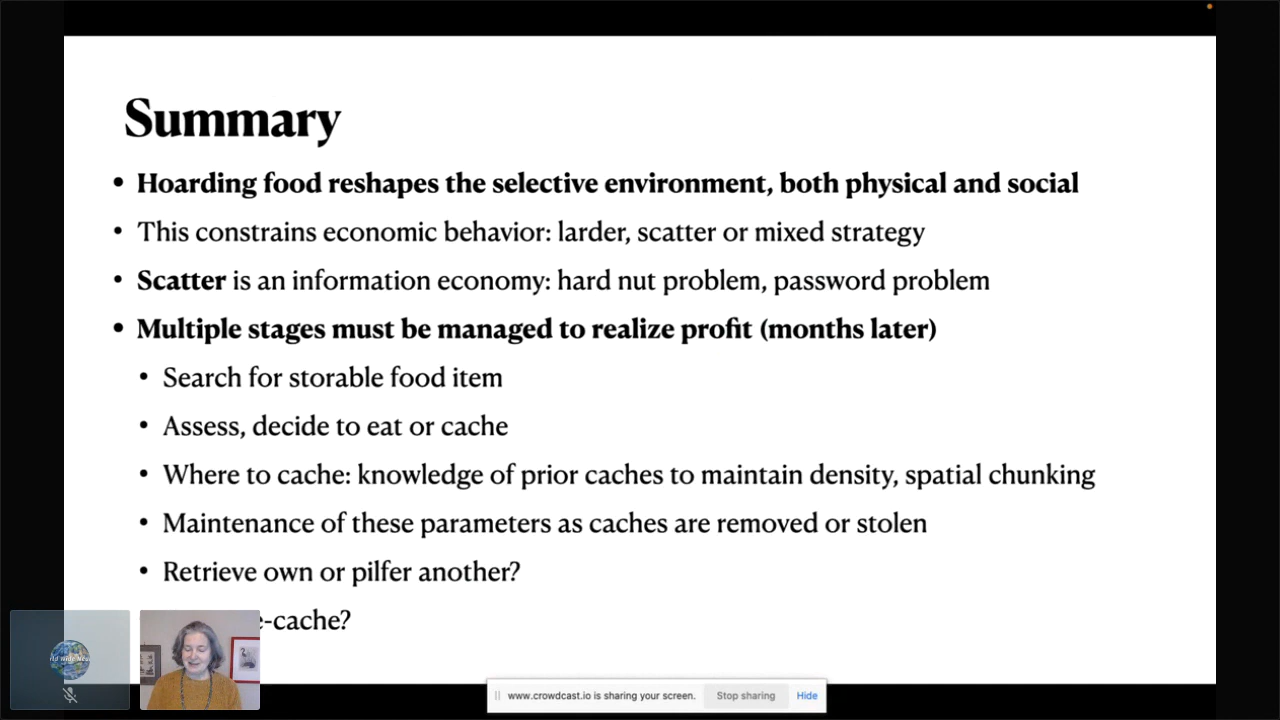 Summary
• Hoarding food reshapes the selective environment, both physical and social
• This constrains economic behavior: larder, scatter or mixed strategy
• Scatter is an information economy: hard nut problem, password problem
• Multiple stages must be managed to realize profit (months later)
• Search for storable food item
• Assess, decide to eat or cache
• Where to cache: knowledge of prior caches to maintain density, spatial chunking
• Maintenance of these parameters as caches are removed or stolen
• Retrieve own or pilfer another?
e-cache?
www.crowdcast.io is sharing your screen. Stop sharing Hide